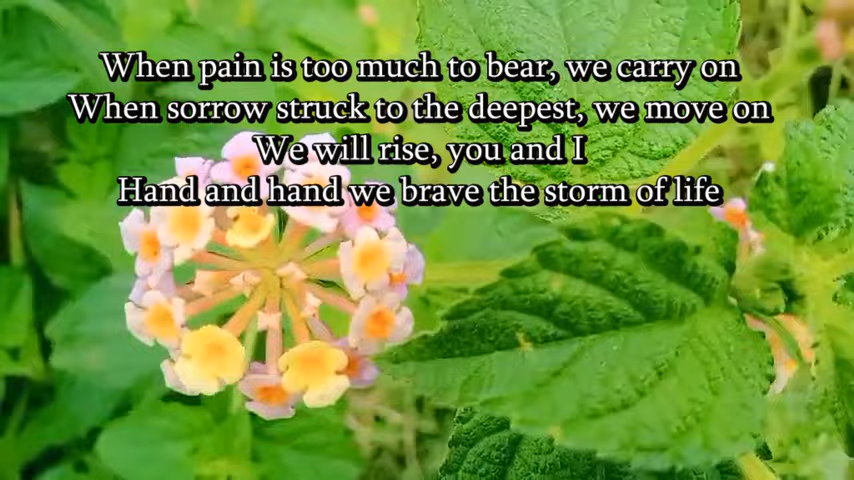 When pain is too much to bear, we carry on
When sorrow struck to the deepest, we move on
We will rise, you and I
Hand and hand we brave the storm of life